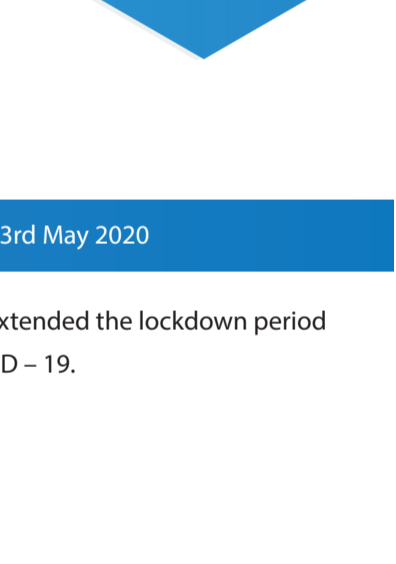 3rd May 2020
xtended the lockdown period
D – 19.